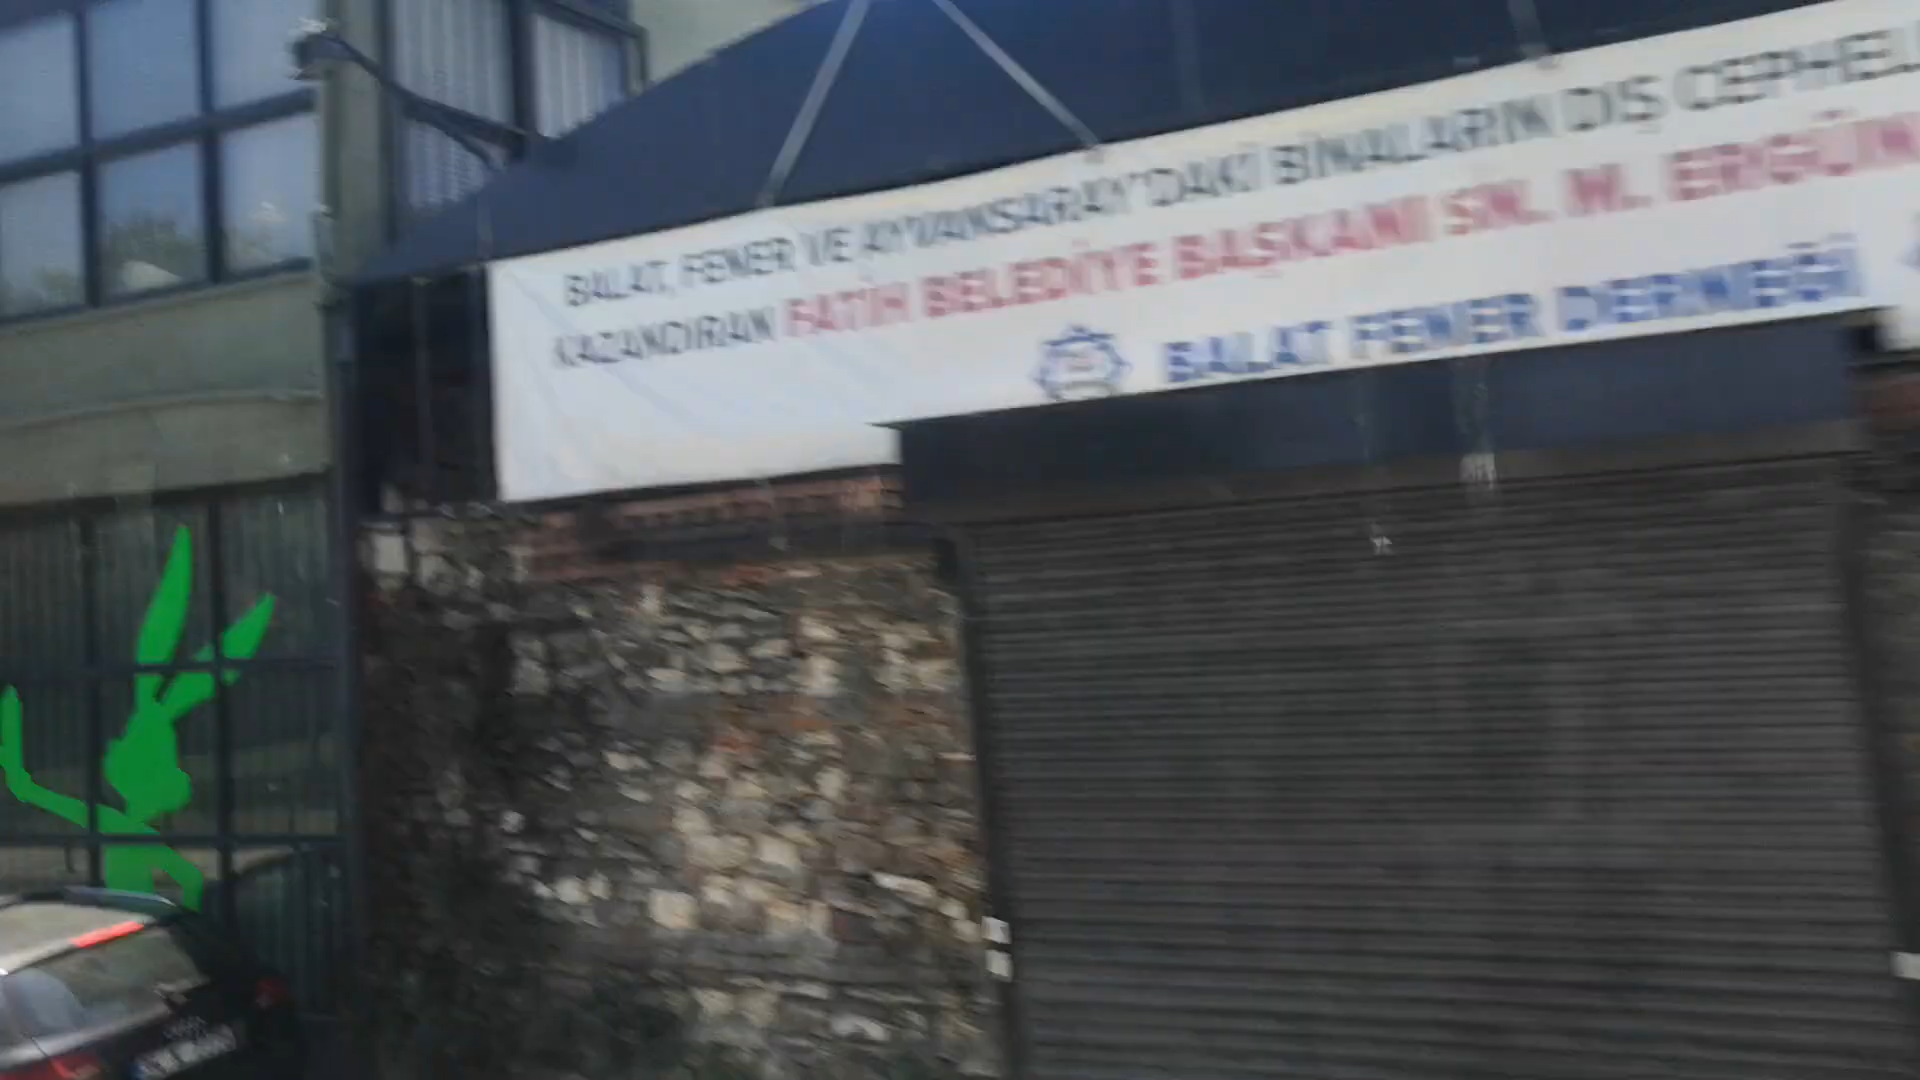 BALAT, FENER VE AYVANSARAY'DAKİ BİNALARIN DIŞ CEPHEL
KAZANDIRAN FATİH BELEDİYE BAŞKANI SN. M. ERGÜN
BALAT FENER DERNEĞİ